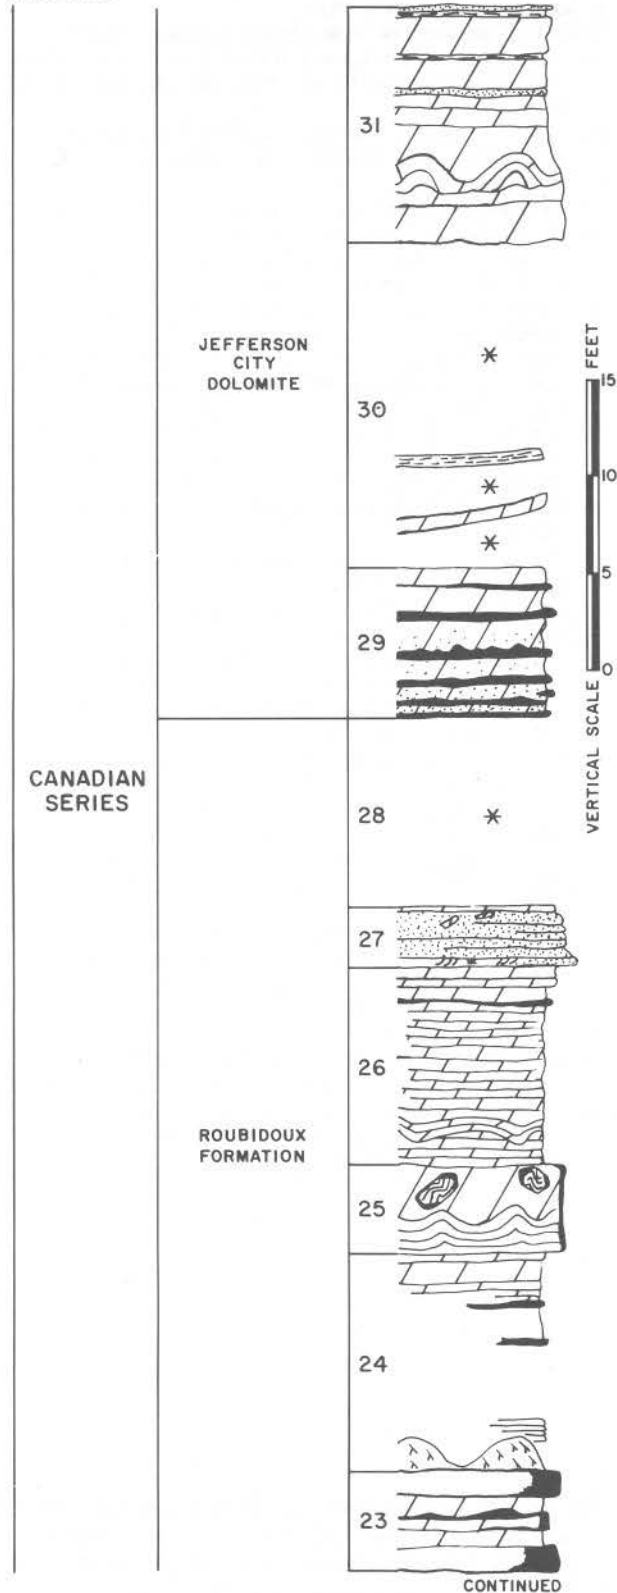 31
JEFFERSON
CITY
DOLOMITE
30
29
FEET
15
10
5
0
VERTICAL SCALE
CANADIAN
SERIES
28
27
26
ROUBIDOUX
FORMATION
25
24
23
CONTINUED